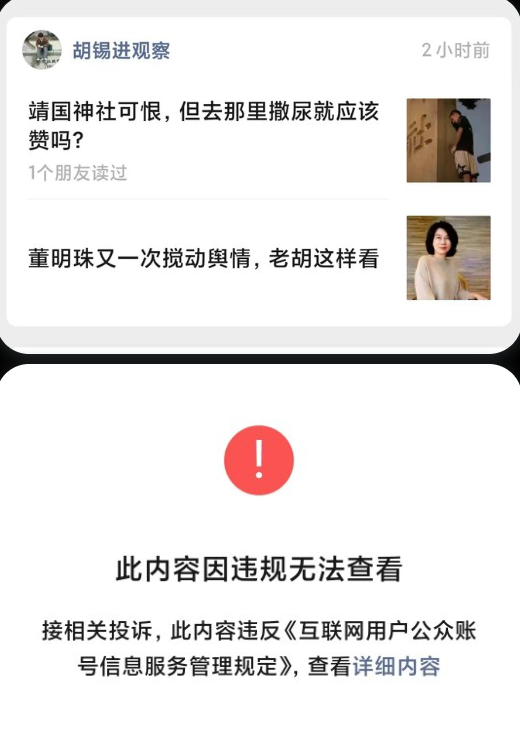 胡锡进观察
2小时前
靖国神社可恨，但去那里撒尿就应该
赞吗？
1个朋友读过
董明珠又一次搅动舆情，老胡这样看
此内容因违规无法查看
接相关投诉，此内容违反《互联网用户公众账
号信息服务管理规定》，查看详细内容